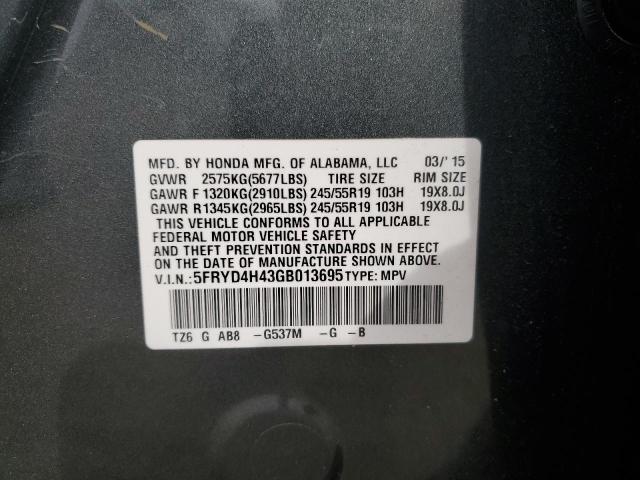 MFD. BY HONDA MFG. OF ALABAMA, LLC 03/'15
GVWR 2575KG(5677LBS) TIRE SIZE RIM SIZE
GAWR F 1320KG(2910LBS) 245/55R19 103H 19X8.0J
GAWR R1345KG(2965LBS) 245/55R19 103H 19X8.0J
THIS VEHICLE CONFORMS TO ALL APPLICABLE
FEDERAL MOTOR VEHICLE SAFETY
AND THEFT PREVENTION STANDARDS IN EFFECT
ON THE DATE OF MANUFACTURE SHOWN ABOVE.
V.I.N.:5FRYD4H43GB013695 TYPE: MPV
TZ6 G AB8 –G537M –G –B